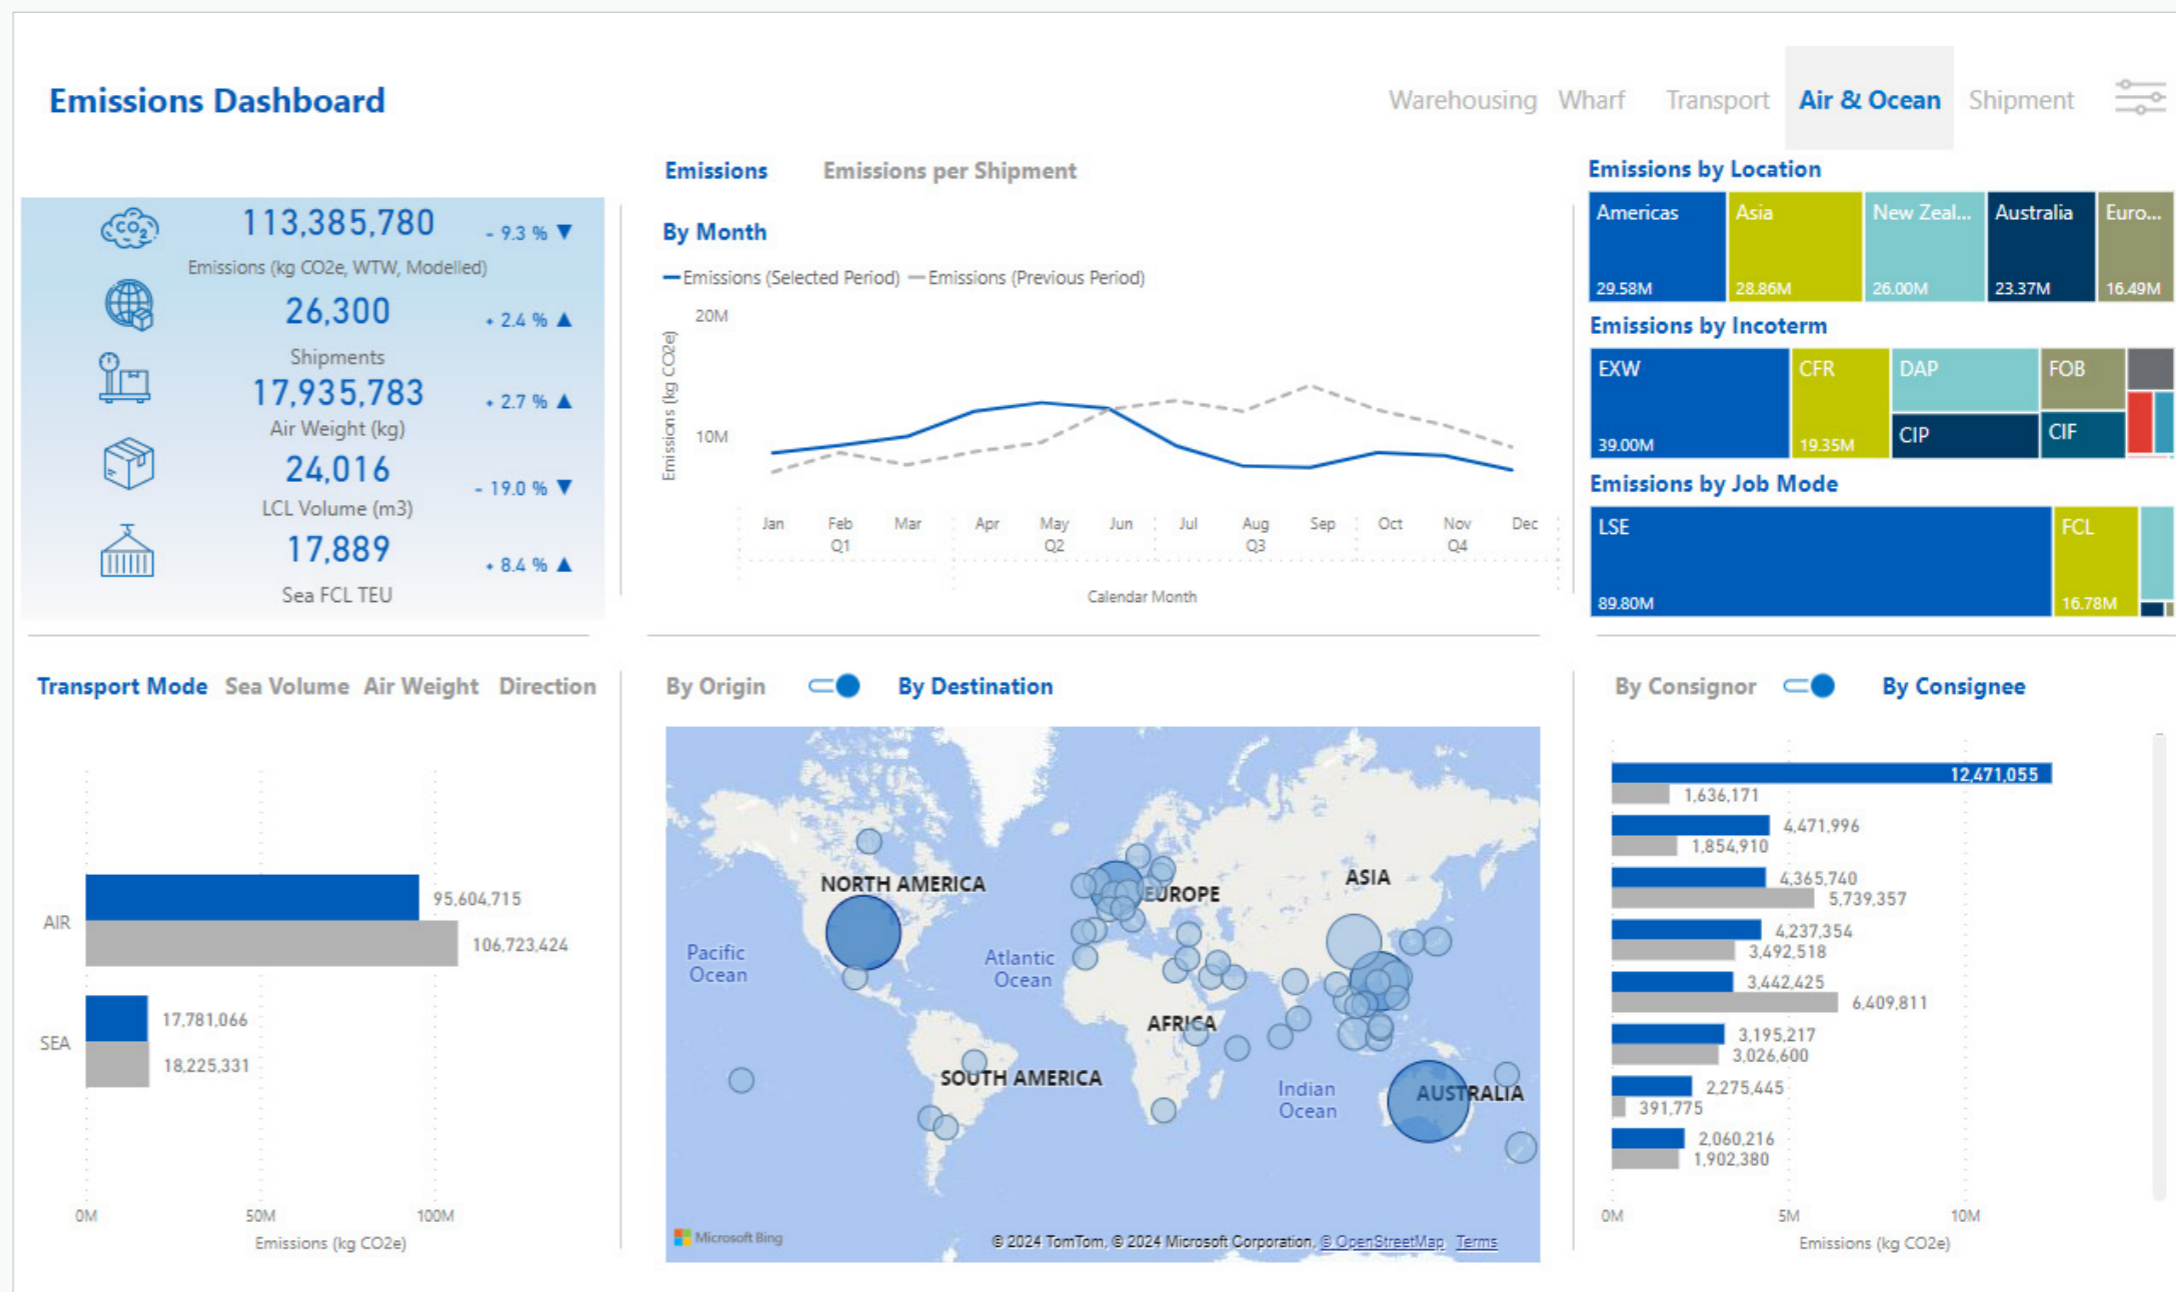 Emissions Dashboard
Warehousing Wharf Transport Air & Ocean Shipment
CO2
113,385,780
- 9.3 % ▼
Emissions (kg CO2e, WTW, Modelled)
26,300
+ 2.4 % ▲
Shipments
17,935,783
+ 2.7 % ▲
Air Weight (kg)
24,016
- 19.0 % ▼
LCL Volume (m3)
17,889
+ 8.4 % ▲
Sea FCL TEU
Emissions Emissions per Shipment
By Month
Emissions (Selected Period) Emissions (Previous Period)
Emissions (kg CO2e)
20M
10M
Jan Feb Mar Apr May Jun Jul Aug Sep Oct Nov Dec
Q1 Q2 Q3 Q4
Calendar Month
Emissions by Location
Americas Asia New Zeal... Australia Euro...
29.58M 28.86M 26.00M 23.37M 16.49M
Emissions by Incoterm
EXW CFR DAP FOB
CIP CIF
39.00M 19.35M
Emissions by Job Mode
LSE FCL
89.80M 16.78M
Transport Mode Sea Volume Air Weight Direction
AIR
95,604,715
106,723,424
SEA
17,781,066
18,225,331
0M 50M 100M
Emissions (kg CO2e)
By Origin By Destination
NORTH AMERICA
EUROPE
ASIA
Pacific
Ocean
Atlantic
Ocean
AFRICA
SOUTH AMERICA
Indian
Ocean
AUSTRALIA
Microsoft Bing
© 2024 TomTom, © 2024 Microsoft Corporation, © OpenStreetMap Terms
By Consignor By Consignee
12,471,055
1,636,171
4,471,996
1,854,910
4,365,740
5,739,357
4,237,354
3,492,518
3,442,425
6,409,811
3,195,217
3,026,600
2,275,445
391,775
2,060,216
1,902,380
0M 5M 10M
Emissions (kg CO2e)